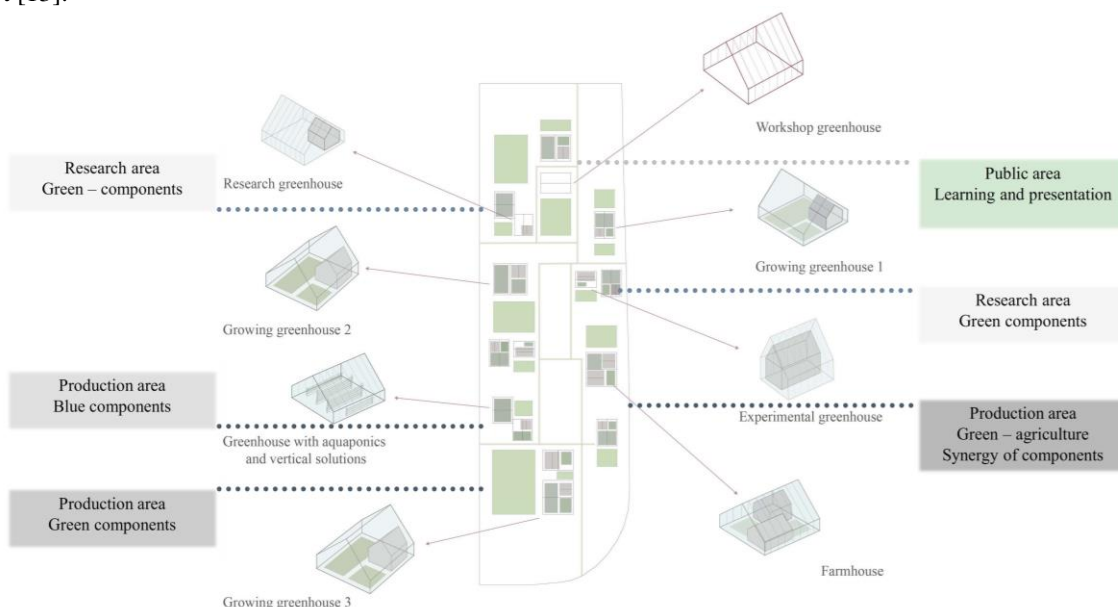 [13].
Workshop greenhouse
Research area
Green – components
Research greenhouse
Public area
Learning and presentation
Growing greenhouse 1
Growing greenhouse 2
Research area
Green components
Production area
Blue components
Experimental greenhouse
Greenhouse with aquaponics
and vertical solutions
Production area
Green – agriculture
Synergy of components
Production area
Green components
Farmhouse
Growing greenhouse 3